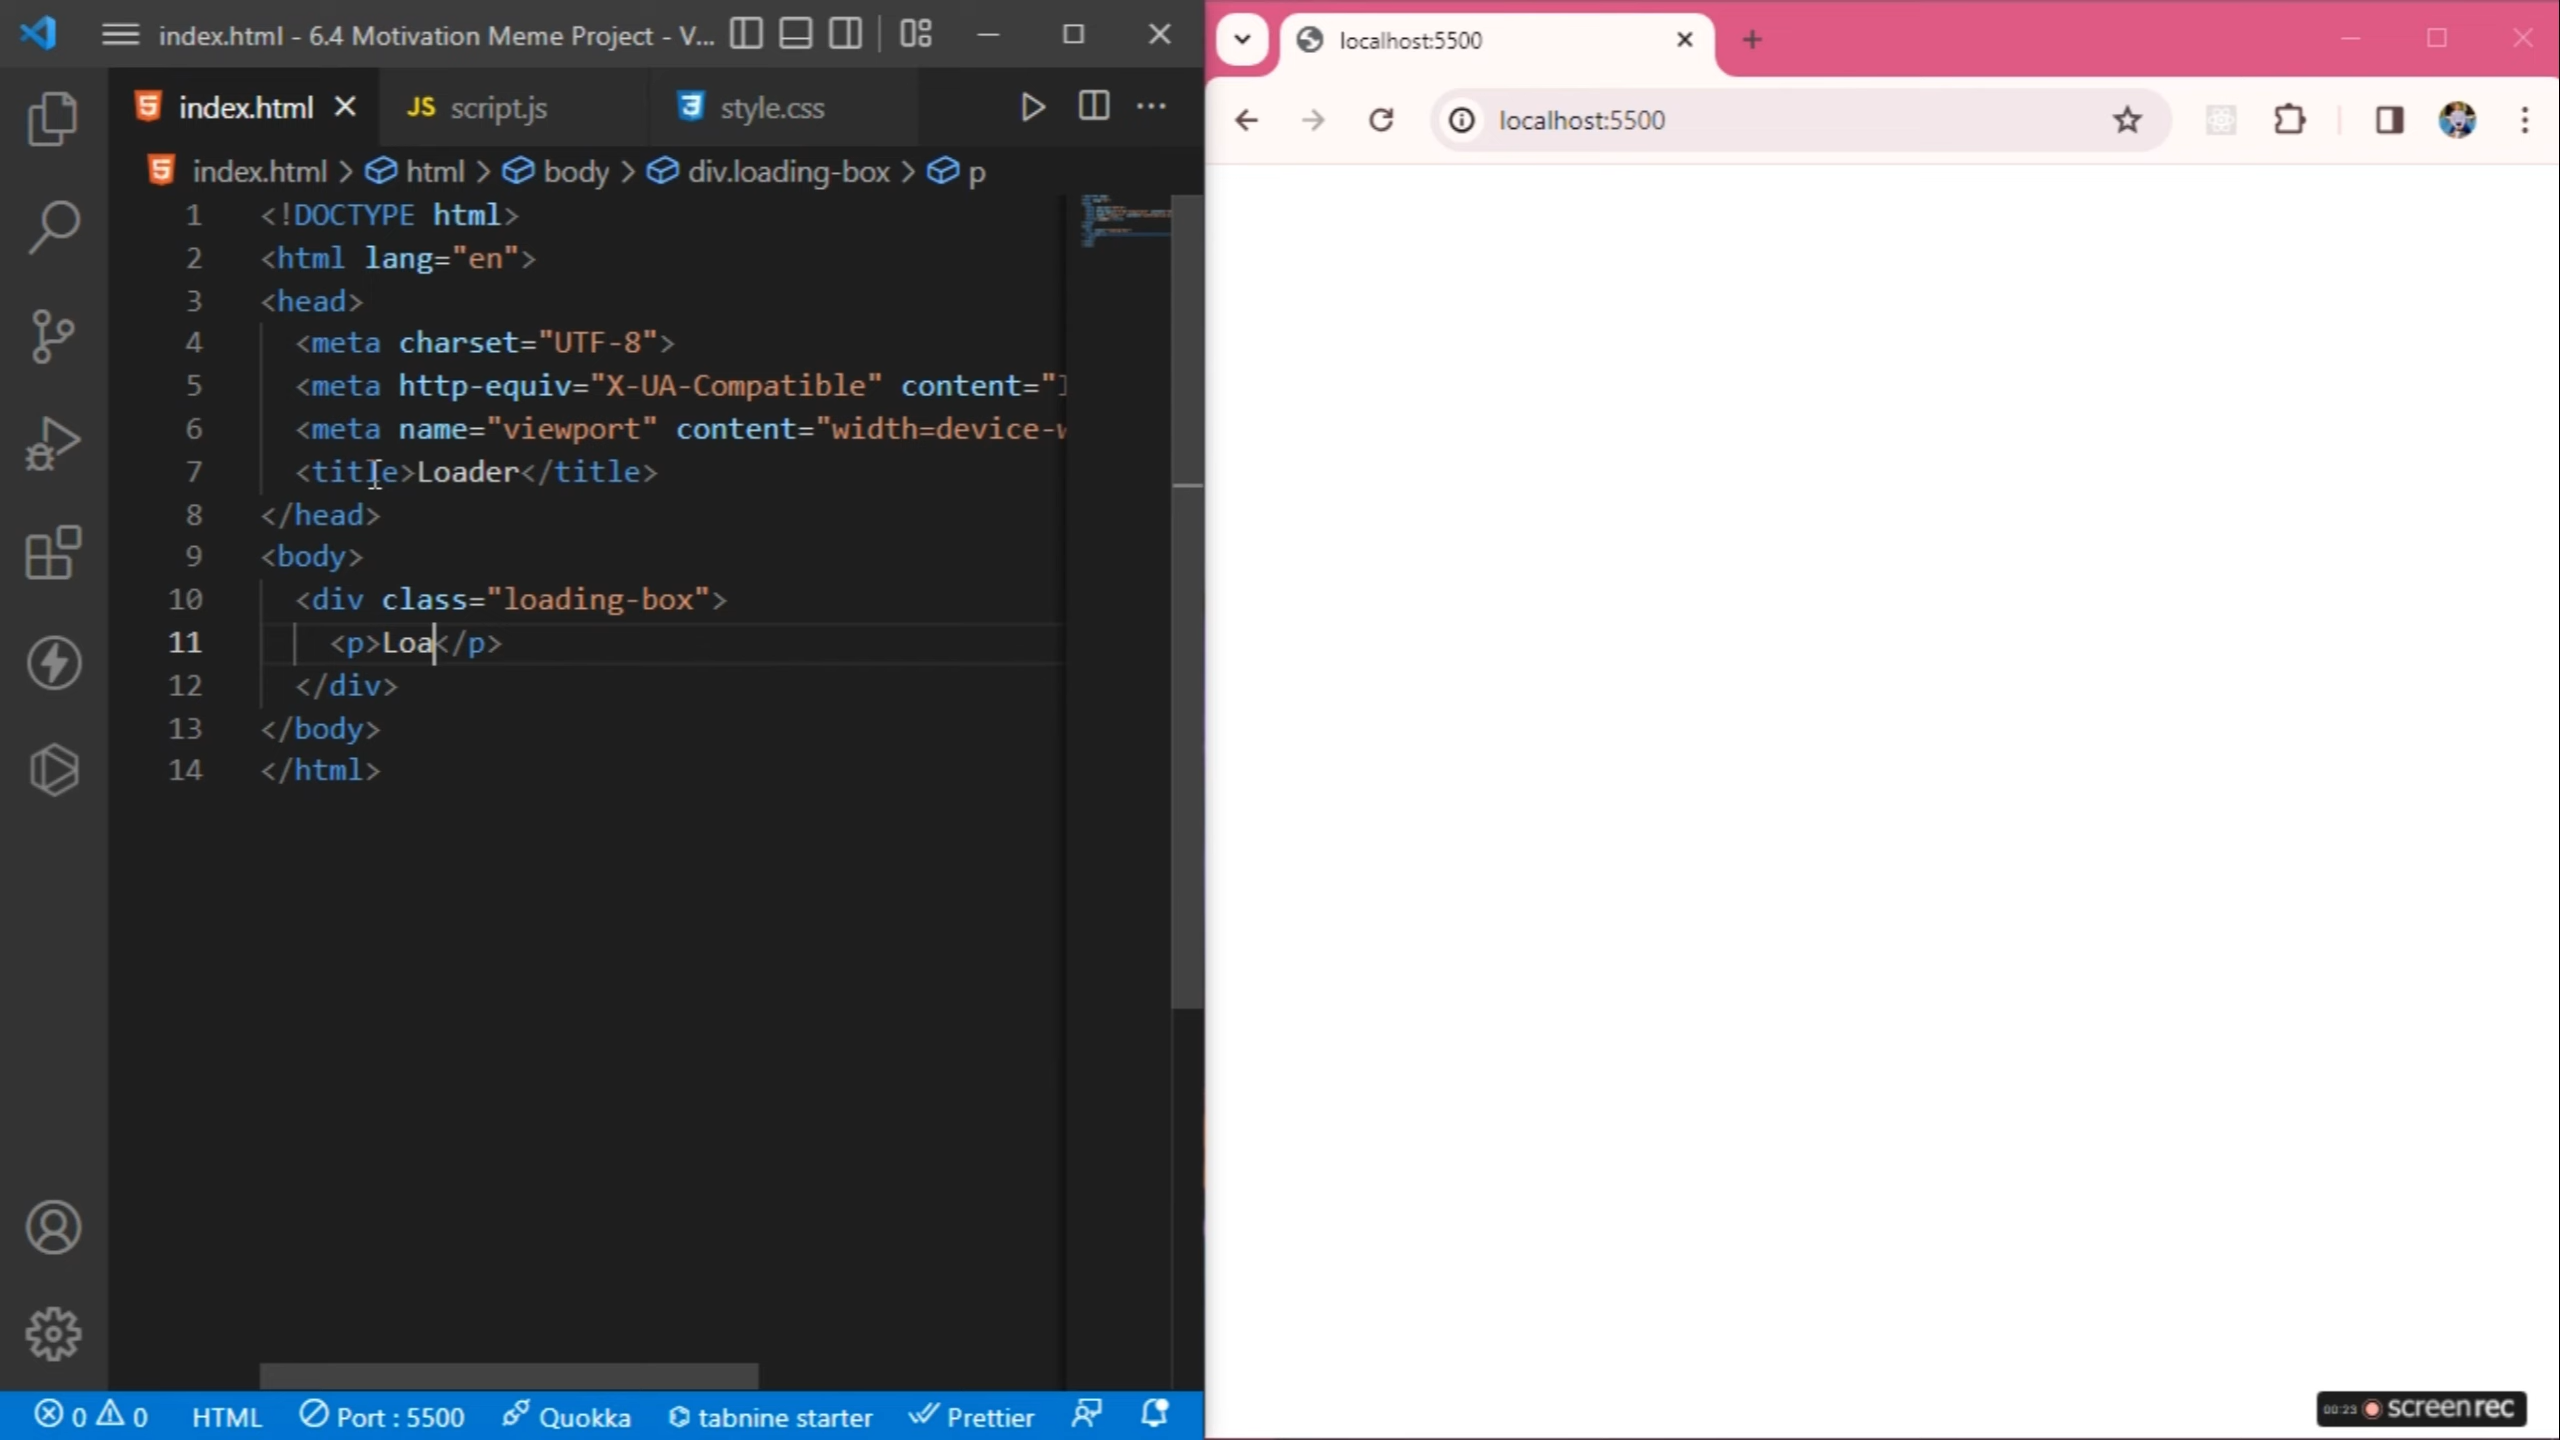 index.html - 6.4 Motivation Meme Project - V...
index.html
JS script.js
style.css
index.html > html > body > div.loading-box > p
1 <!DOCTYPE html>
2 <html lang="en">
3 <head>
4 <meta charset="UTF-8">
5 <meta http-equiv="X-UA-Compatible" content="
6 <meta name="viewport" content="width=device-w
7 <title>Loader</title>
8 </head>
9 <body>
10 <div class="loading-box">
11 <p>Loa</p>
12 </div>
13 </body>
14 </html>
0 0 HTML Port : 5500 Quokka tabnine starter Prettier
localhost:5500
localhost:5500
00:23 screenrec